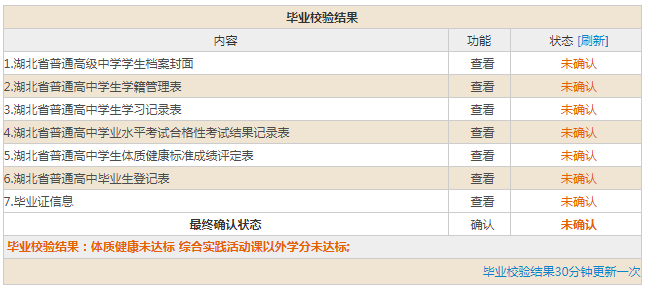 毕业校验结果
内容 功能 状态 [刷新]
1.湖北省普通高级中学学生档案封面 查看 未确认
2.湖北省普通高中学生学籍管理表 查看 未确认
3.湖北省普通高中学生学习记录表 查看 未确认
4.湖北省普通高中学业水平考试合格性考试结果记录表 查看 未确认
5.湖北省普通高中学生体质健康标准成绩评定表 查看 未确认
6.湖北省普通高中毕业生登记表 查看 未确认
7.毕业证信息 查看 未确认
最终确认状态 确认 未确认
毕业校验结果：体质健康未达标 综合实践活动课以外学分未达标;
毕业校验结果30分钟更新一次